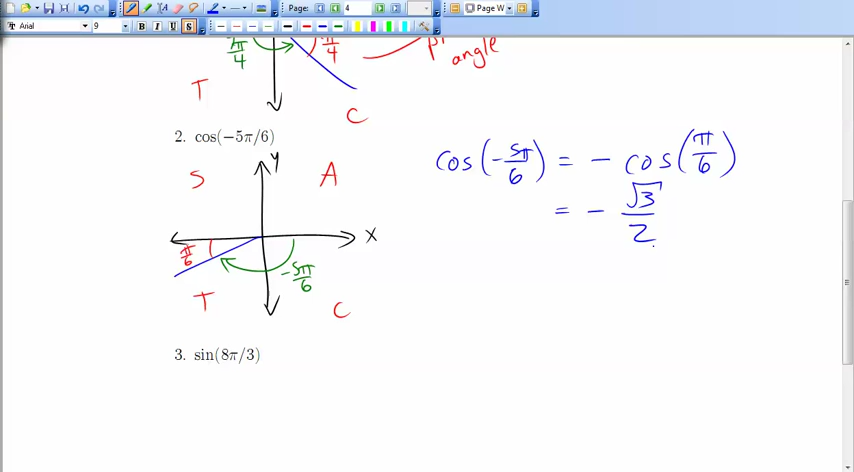 Page: 4 Page W
Arial 9 B I U S
π/4 π/4 angle
T
C
2. cos(−5π/6)
S A y
cos(-5π/6) = - cos(π/6)
= - √3/2
π/6 x
-5π/6
T C
3. sin(8π/3)